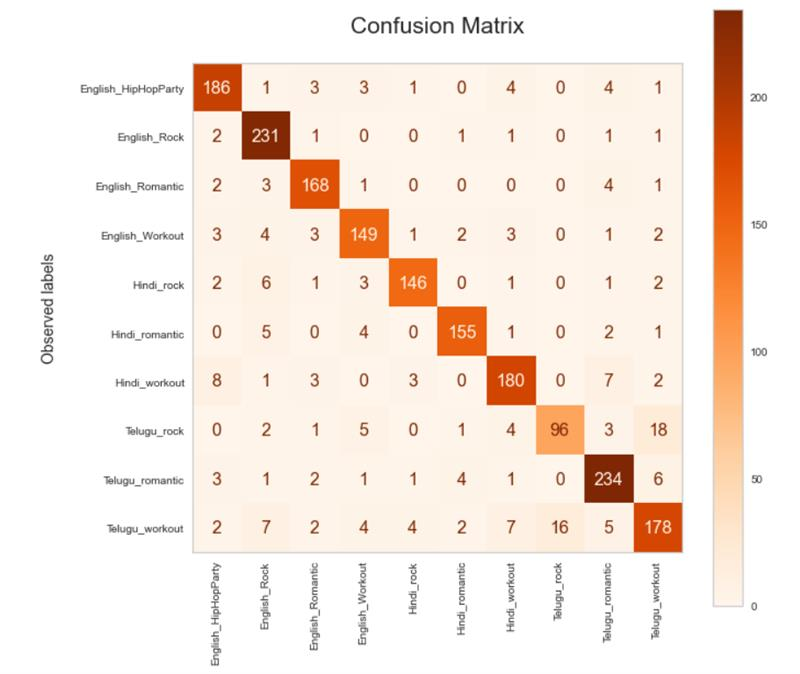 Confusion Matrix
English_HipHopParty 186 1 3 3 1 0 4 0 4 1
English_Rock 2 231 1 0 0 1 1 0 1 1
English_Romantic 2 3 168 1 0 0 0 0 4 1
English_Workout 3 4 3 149 1 2 3 0 1 2
Hindi_rock 2 6 1 3 146 0 1 0 1 2
Hindi_romantic 0 5 0 4 0 155 1 0 2 1
Hindi_workout 8 1 3 0 3 0 180 0 7 2
Telugu_rock 0 2 1 5 0 1 4 96 3 18
Telugu_romantic 3 1 2 1 1 4 1 0 234 6
Telugu_workout 2 7 2 4 4 2 7 16 5 178
Observed labels
English_HipHopParty
English_Rock
English_Romantic
English_Workout
Hindi_rock
Hindi_romantic
Hindi_workout
Telugu_rock
Telugu_romantic
Telugu_workout
200
150
100
50
0